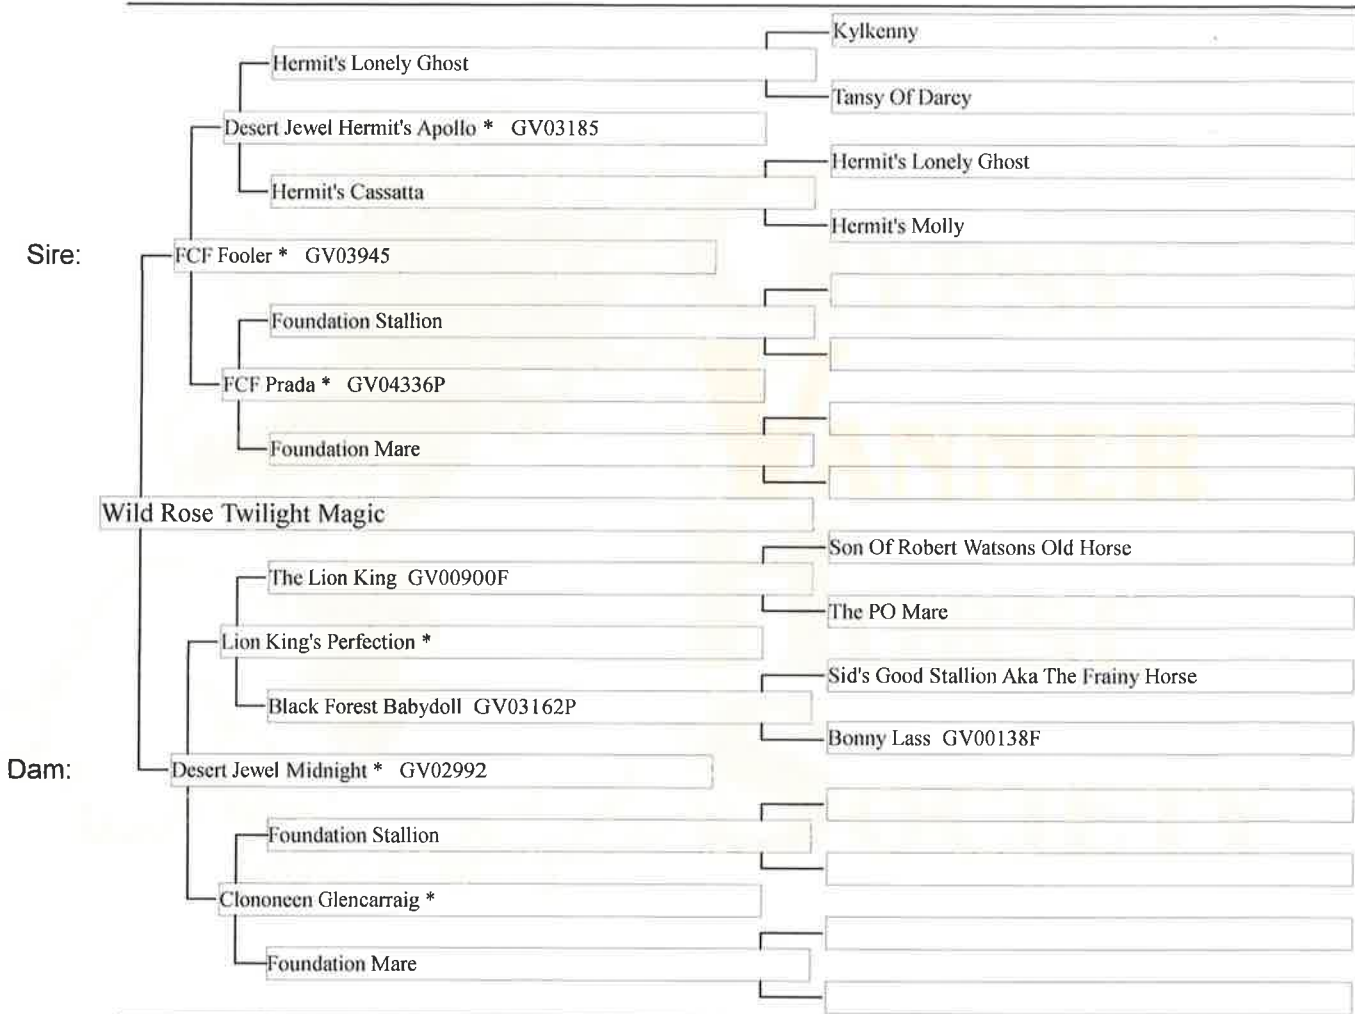 Kylkenny
Hermit's Lonely Ghost
Tansy Of Darcy
Desert Jewel Hermit's Apollo * GV03185
Hermit's Lonely Ghost
Hermit's Cassatta
Hermit's Molly
Sire:
FCF Fooler * GV03945
Foundation Stallion
FCF Prada * GV04336P
Foundation Mare
VANNER
Wild Rose Twilight Magic
Son Of Robert Watsons Old Horse
The Lion King GV00900F
The PO Mare
Lion King's Perfection *
Sid's Good Stallion Aka The Frainy Horse
Black Forest Babydoll GV03162P
Bonny Lass GV00138F
Dam:
Desert Jewel Midnight * GV02992
Foundation Stallion
Clononeen Glencarraig *
Foundation Mare